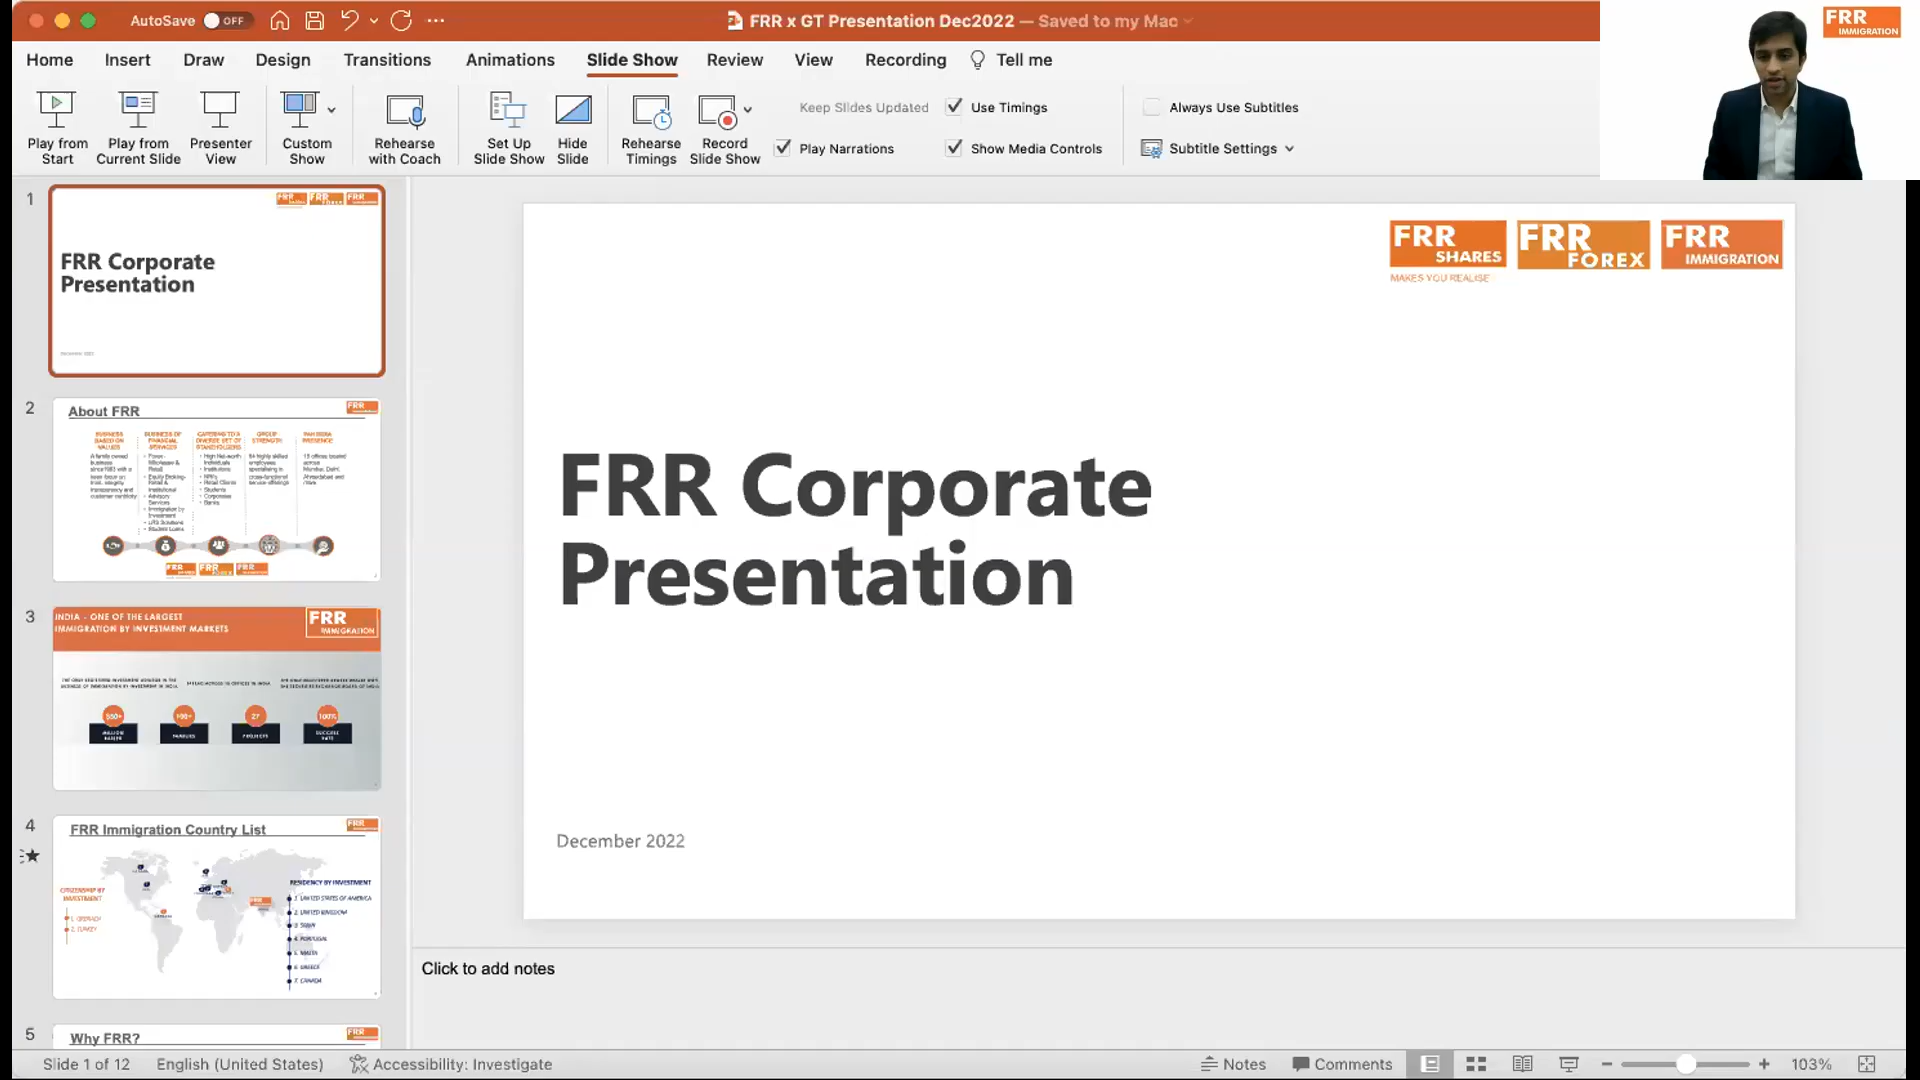 AutoSave OFF
FRR x GT Presentation Dec2022 — Saved to my Mac
FRR
IMMIGRATION
Home Insert Draw Design Transitions Animations Slide Show Review View Recording Tell me
Play from Start
Play from Current Slide
Presenter View
Custom Show
Rehearse with Coach
Set Up Slide Show
Hide Slide
Rehearse Timings
Record Slide Show
Keep Slides Updated
Use Timings
Play Narrations
Show Media Controls
Always Use Subtitles
Subtitle Settings
1
FRR Corporate
Presentation
2
About FRR
3
INDIA - ONE OF THE LARGEST
IMMIGRATION BY INVESTMENT MARKETS
FRR
IMMIGRATION
4
FRR Immigration Country List
CITIZENSHIP BY
INVESTMENT
RESIDENCY BY INVESTMENT
1. UNITED STATES OF AMERICA
2. UNITED KINGDOM
3. SPAIN
4. PORTUGAL
5. MALTA
6. GREECE
7. CANADA
5
Why FRR?
FRR
SHARES
MAKES YOU REALISE
FRR
FOREX
FRR
IMMIGRATION
FRR Corporate
Presentation
December 2022
Click to add notes
Slide 1 of 12 English (United States) Accessibility: Investigate
Notes Comments 103%